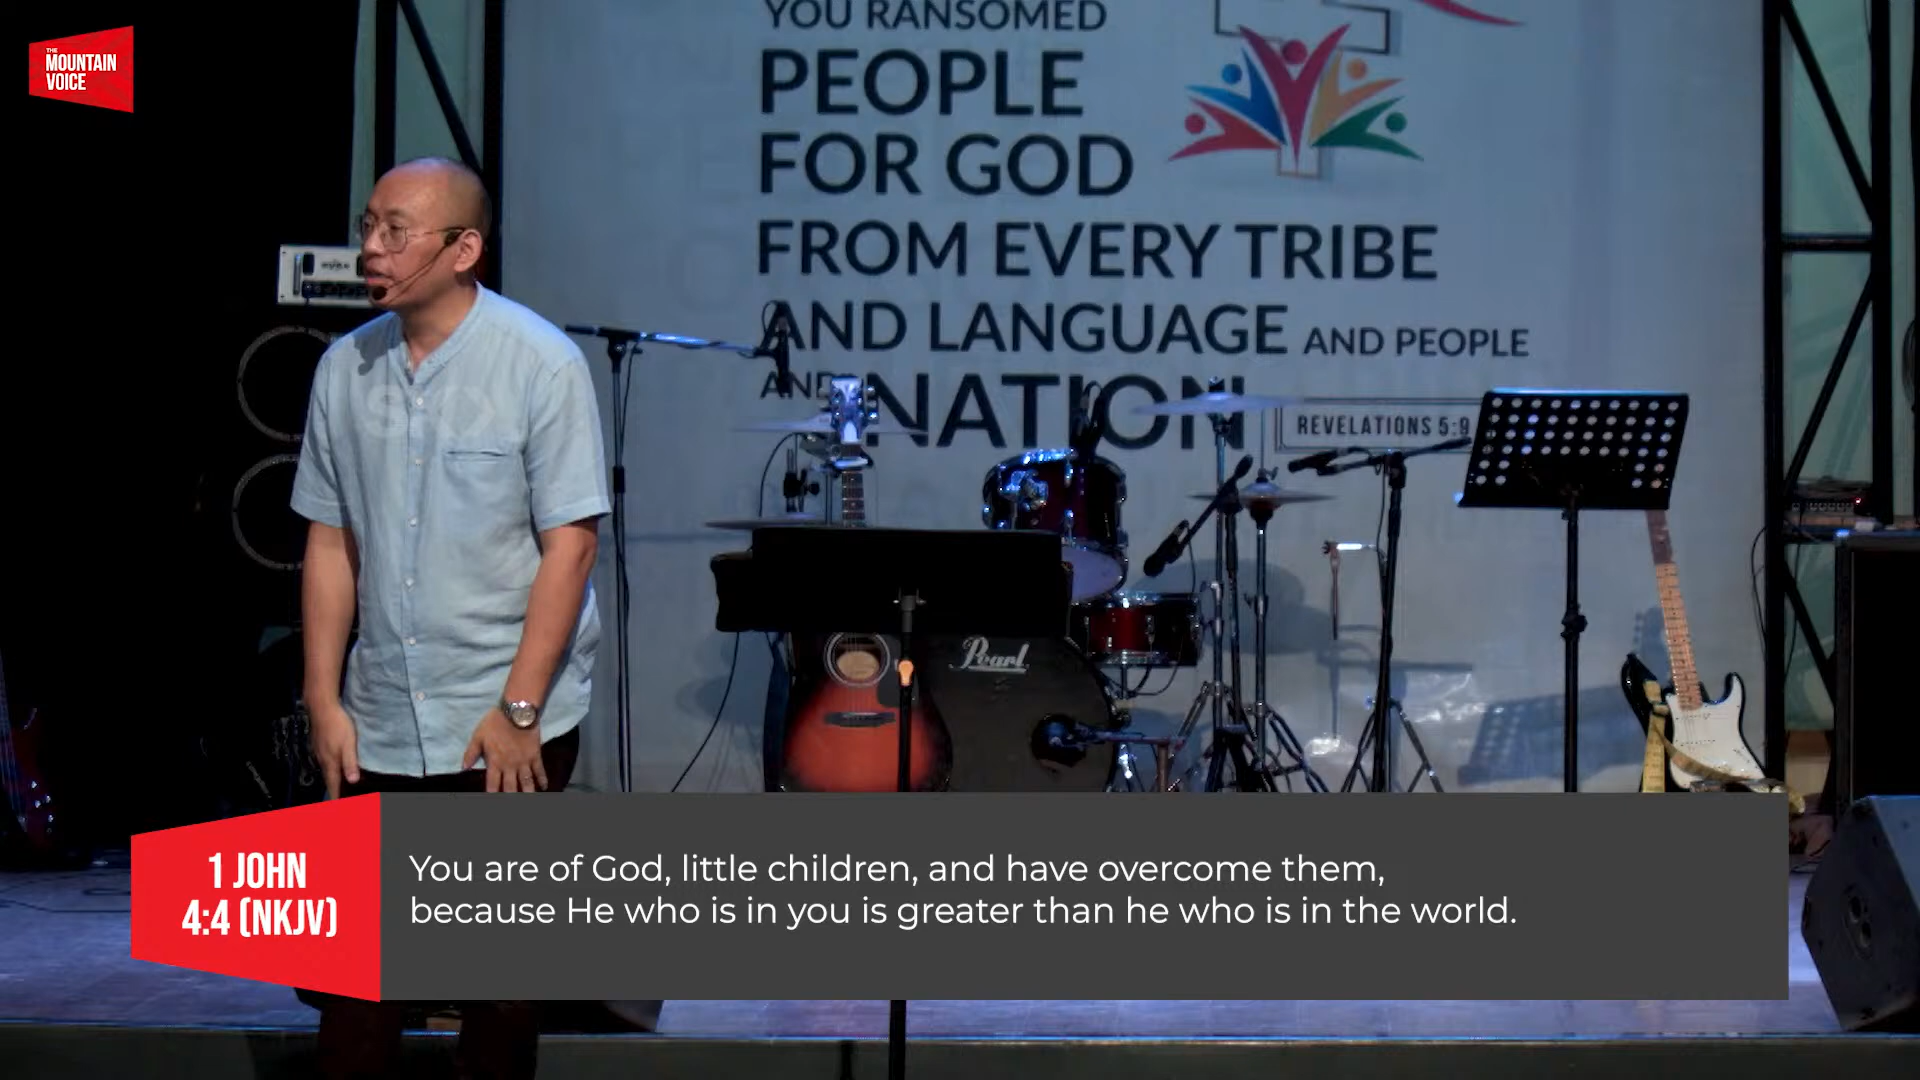 THE
MOUNTAIN
VOICE
YOU RANSOMED
PEOPLE
FOR GOD
FROM EVERY TRIBE
AND LANGUAGE AND PEOPLE
AND NATION
REVELATIONS 5:9
Pearl
1 JOHN
4:4 (NKJV)
You are of God, little children, and have overcome them,
because He who is in you is greater than he who is in the world.